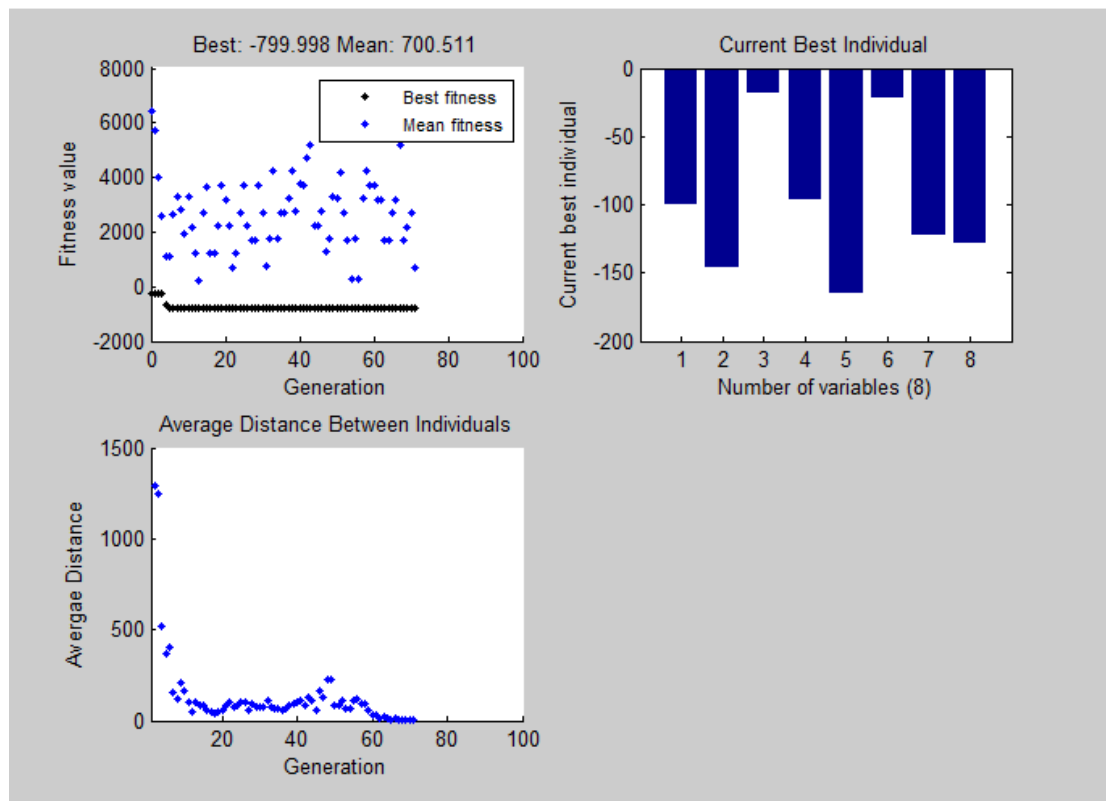 Best: -799.998 Mean: 700.511
8000
6000
4000
2000
0
-2000
Fitness value
Best fitness
Mean fitness
0 20 40 60 80 100
Generation
Current Best Individual
0
-50
-100
-150
-200
Current best individual
1 2 3 4 5 6 7 8
Number of variables (8)
Average Distance Between Individuals
1500
1000
500
0
Avergae Distance
20 40 60 80 100
Generation